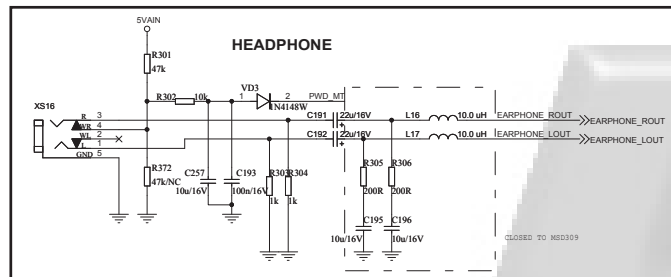 5VAIN
HEADPHONE
R301
47k
R302 10k
VD3
1 2 PWD_MT
1N4148W
XS16
R 3
WR 4
WL 2
L 1
GND 5
C191 22u/16V
L16 10.0 uH EARPHONE_ROUT
EARPHONE_ROUT
C192 22u/16V
L17 10.0 uH EARPHONE_LOUT
EARPHONE_LOUT
R372
47k/NC
C257
10u/16V
C193
100n/16V
R303
1k
R304
1k
R305
200R
R306
200R
C195
10u/16V
C196
10u/16V
CLOSED TO MSD309